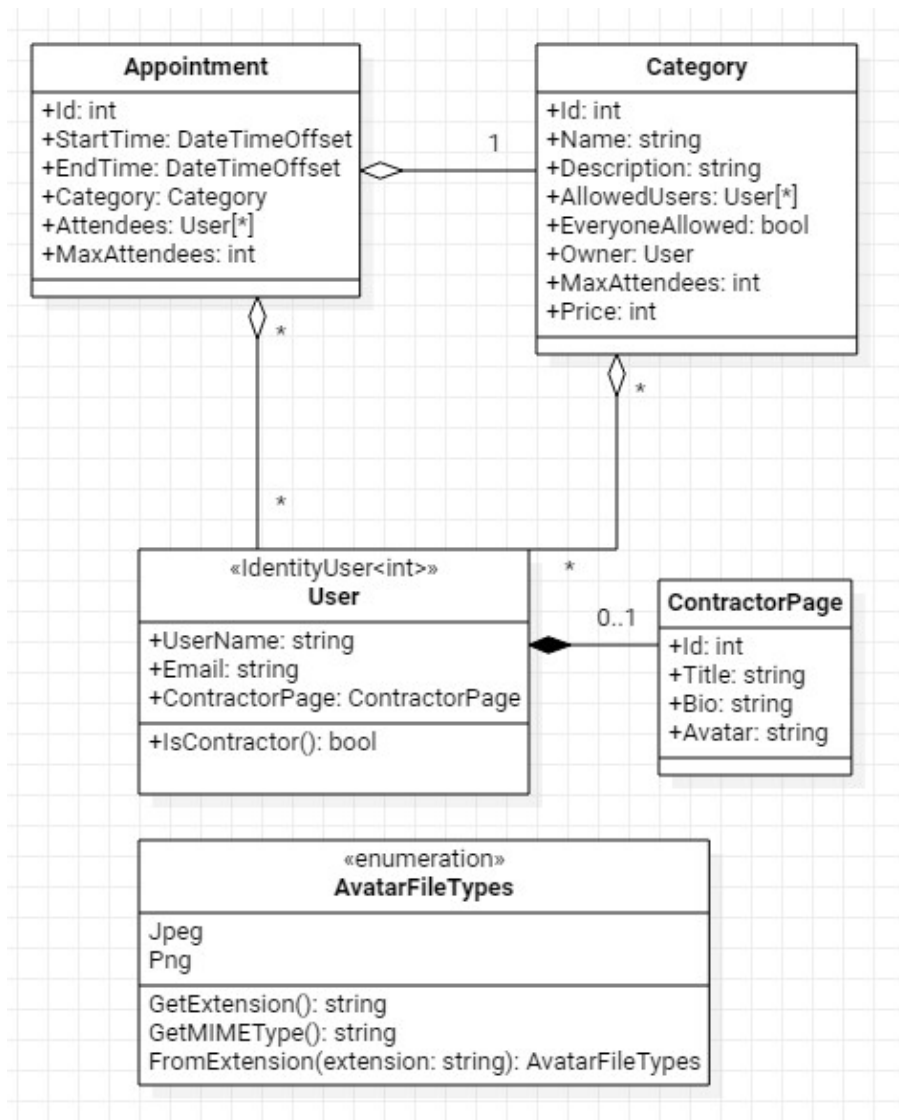 Appointment
+Id: int
+StartTime: DateTimeOffset
+EndTime: DateTimeOffset
+Category: Category
+Attendees: User[*]
+MaxAttendees: int
1
Category
+Id: int
+Name: string
+Description: string
+AllowedUsers: User[*]
+EveryoneAllowed: bool
+Owner: User
+MaxAttendees: int
+Price: int
*
*
*
*
«IdentityUser<int>»
User
+UserName: string
+Email: string
+ContractorPage: ContractorPage
+IsContractor(): bool
0..1
ContractorPage
+Id: int
+Title: string
+Bio: string
+Avatar: string
«enumeration»
AvatarFileTypes
Jpeg
Png
GetExtension(): string
GetMIMEType(): string
FromExtension(extension: string): AvatarFileTypes